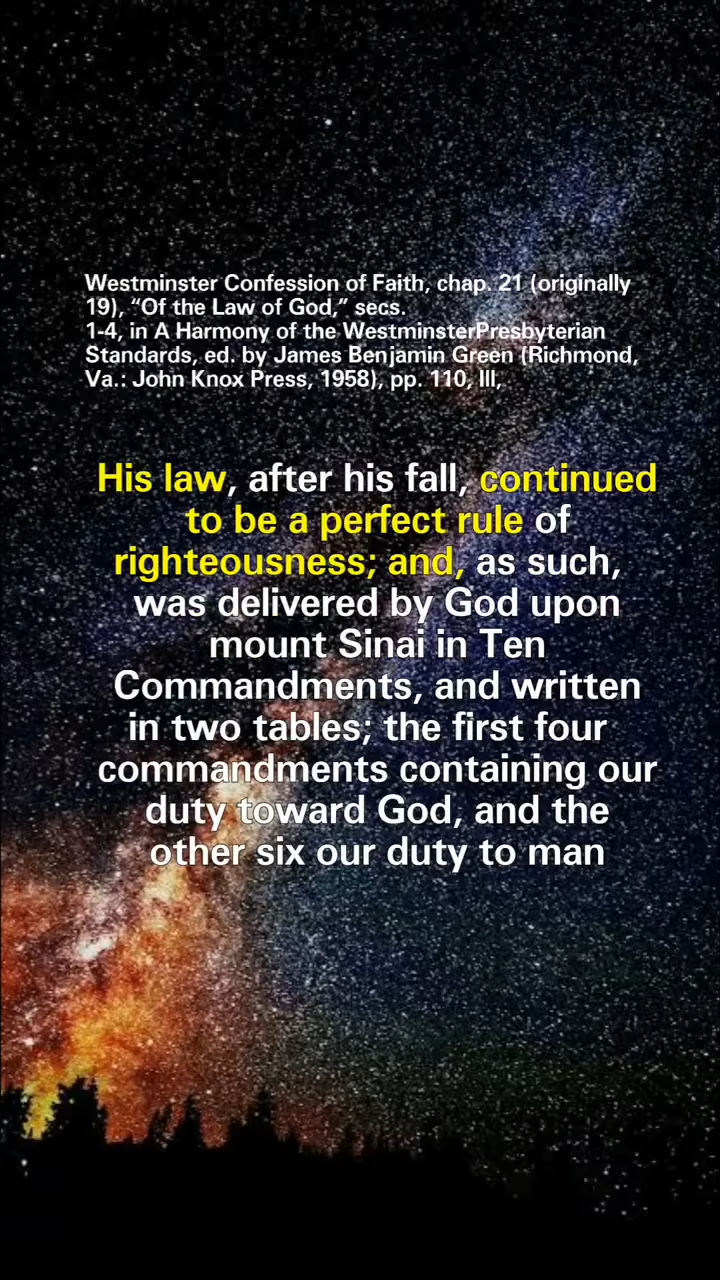 Westminster Confession of Faith, chap. 21 (originally
19), “Of the Law of God,” secs.
1-4, in A Harmony of the WestminsterPresbyterian
Standards, ed. by James Benjamin Green (Richmond,
Va.: John Knox Press, 1958), pp. 110, lll,
His law, after his fall, continued
to be a perfect rule of
righteousness; and, as such,
was delivered by God upon
mount Sinai in Ten
Commandments, and written
in two tables; the first four
commandments containing our
duty toward God, and the
other six our duty to man